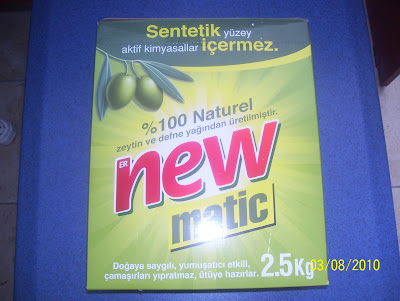 Sentetik yüzey
aktif kimyasallar içermez.
%100 Naturel
zeytin ve defne yağından üretilmiştir.
ER new
matic
Doğaya saygılı, yumuşatıcı etkili,
çamaşırları yıpratmaz, ütüye hazırlar. 2.5Kg
03/08/2010